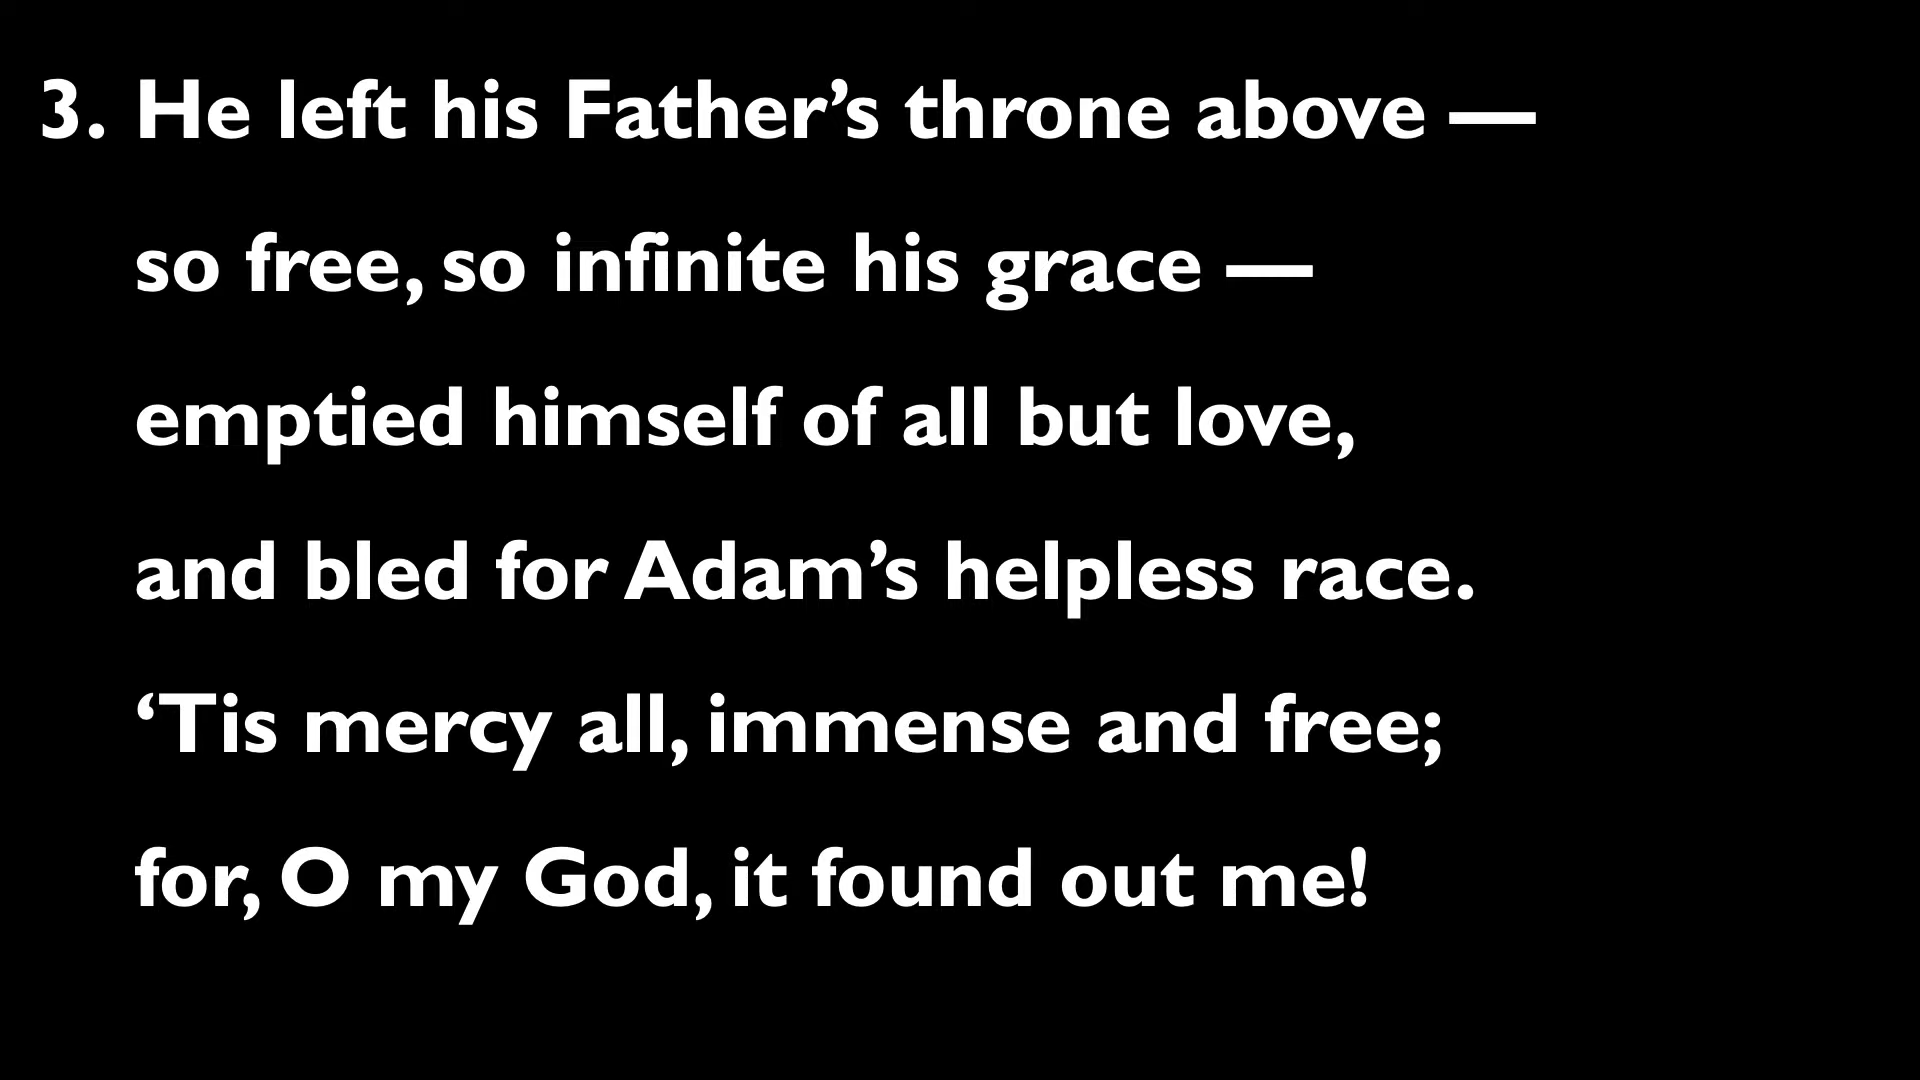 3. He left his Father’s throne above —
so free, so infinite his grace —
emptied himself of all but love,
and bled for Adam’s helpless race.
‘Tis mercy all, immense and free;
for, O my God, it found out me!